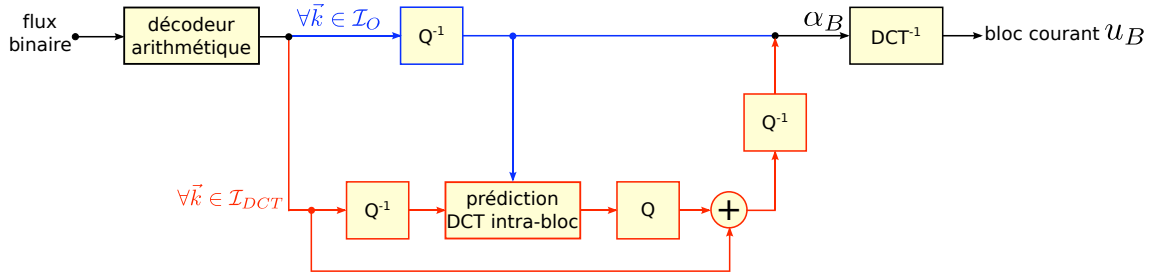 flux
binaire
décodeur
arithmétique
∀k⃗ ∈ I_O
Q⁻¹
α_B
DCT⁻¹
bloc courant u_B
Q⁻¹
∀k⃗ ∈ I_DCT
Q⁻¹
prédiction
DCT intra-bloc
Q
+